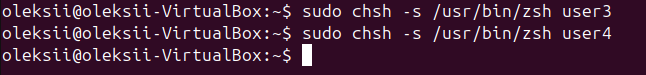 oleksii@oleksii-VirtualBox:~$ sudo chsh -s /usr/bin/zsh user3
oleksii@oleksii-VirtualBox:~$ sudo chsh -s /usr/bin/zsh user4
oleksii@oleksii-VirtualBox:~$